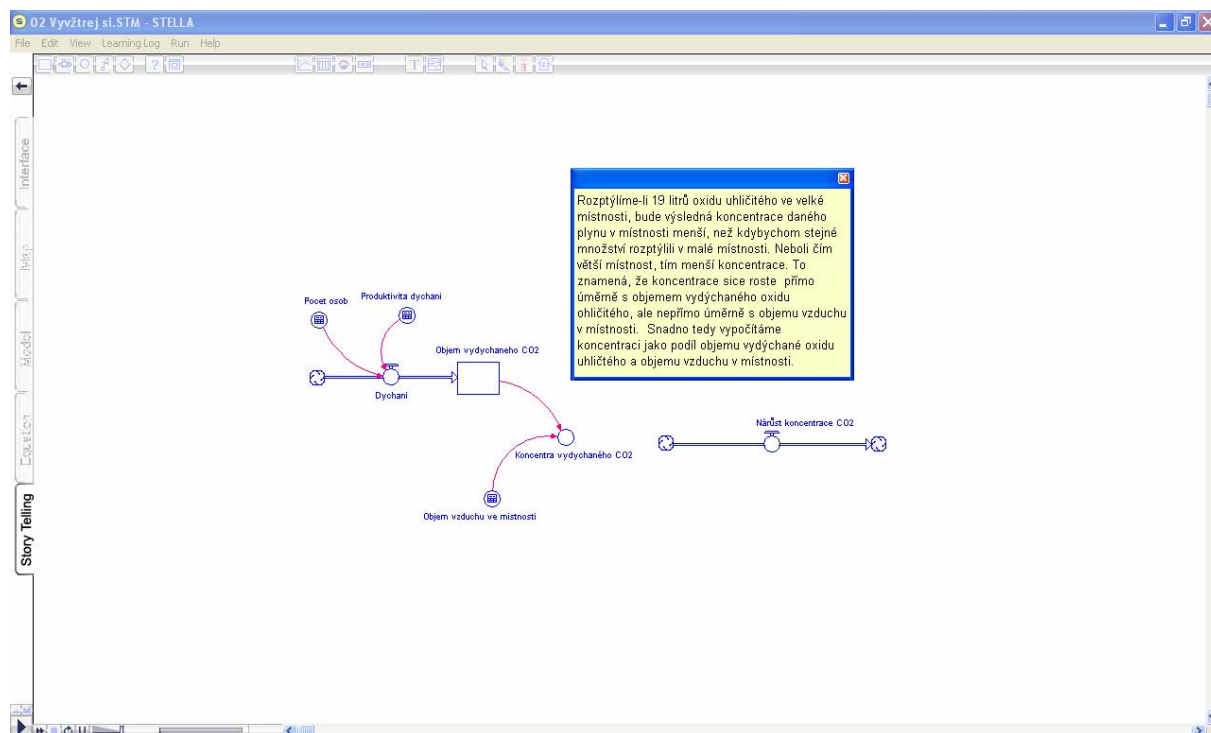 02 Vyvžtrej si.STM - STELLA
File Edit View Learning Log Run Help
Interface
Map
Model
Equation
Story Telling
Rozptýlíme-li 19 litrů oxidu uhličitého ve velké
místnosti, bude výsledná koncentrace daného
plynu v místnosti menší, než kdybychom stejné
množství rozptýlili v malé místnosti. Neboli čím
větší místnost, tím menší koncentrace. To
znamená, že koncentrace sice roste přímo
úměrně s objemem vydýchaného oxidu
ohličitého, ale nepřímo úměrně s objemu vzduchu
v místnosti. Snadno tedy vypočítáme
koncentraci jako podíl objemu vydýchané oxidu
uhličtého a objemu vzduchu v místnosti.
Pocet osob
Produktivita dychani
Objem vydychaneho CO2
Dychani
Nárůst koncentrace CO2
Koncentra vydychaného CO2
Objem vzduchu ve mistnosti